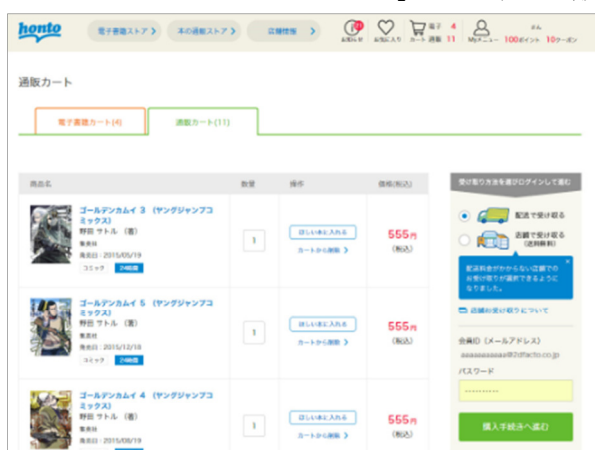 honto
電子書籍ストア
本の通販ストア
店舗情報
お知らせ
お気に入り
電子 4
カート 通販 11
Myメニュー
さん
100ポイント 10クーポン
通販カート
電子書籍カート(4)
通販カート(11)
商品名
数量
操作
価格(税込)
ゴールデンカムイ 3 (ヤングジャンプコ
ミックス)
野田 サトル (著)
集英社
発売日:2015/05/19
コミック
24時間
1
ほしい本に入れる
カートから削除
555円
(税込)
ゴールデンカムイ 5 (ヤングジャンプコ
ミックス)
野田 サトル (著)
集英社
発売日:2015/12/18
コミック
24時間
1
ほしい本に入れる
カートから削除
555円
(税込)
ゴールデンカムイ 4 (ヤングジャンプコ
ミックス)
野田 サトル (著)
集英社
発売日:2015/08/19
コミック
24時間
1
ほしい本に入れる
カートから削除
555円
(税込)
受け取り方法を選びログインして進む
配送で受け取る
店舗で受け取る
(送料無料)
配送料金がかからない店舗での
お受け取りが選択できるように
なりました。
店舗お受け取りについて
会員ID(メールアドレス)
パスワード
購入手続きへ進む